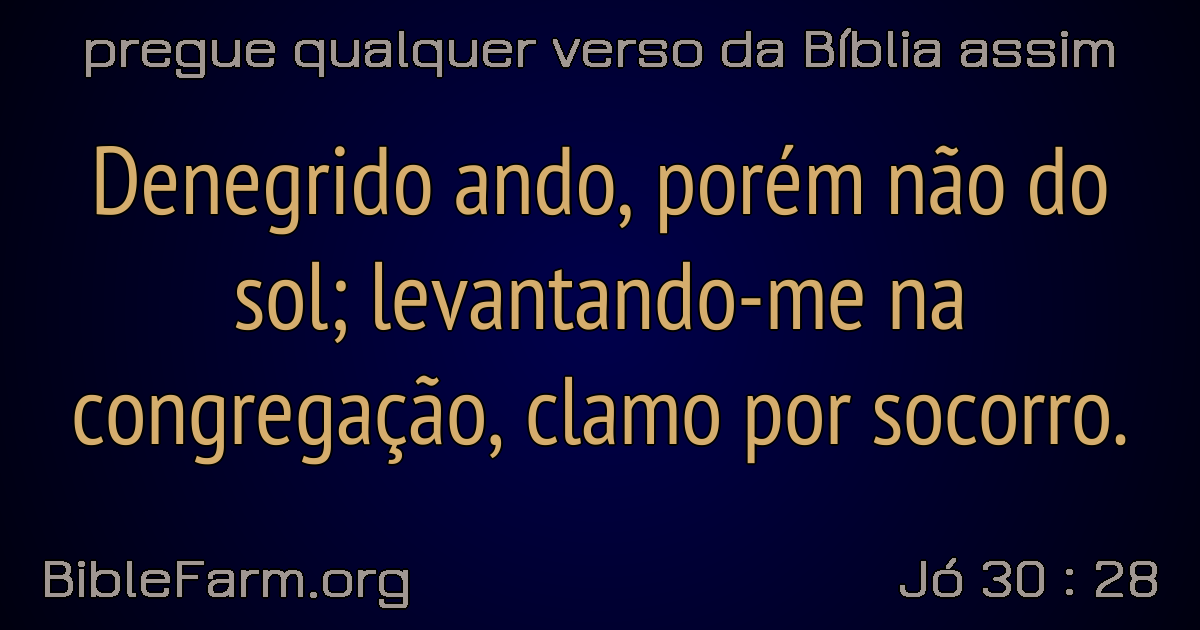 pregue qualquer verso da Bíblia assim
Denegrido ando, porém não do
sol; levantando-me na
congregação, clamo por socorro.
BibleFarm.org
Jó 30 : 28